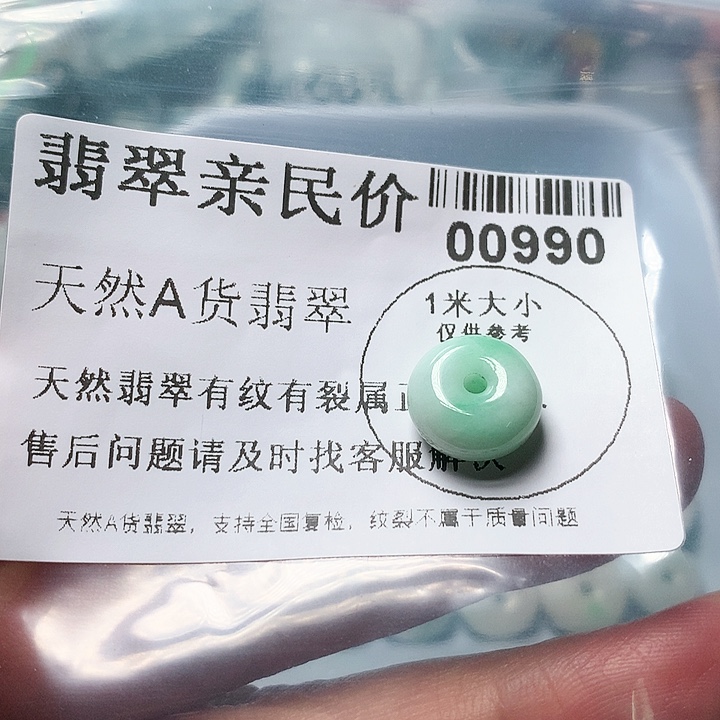 翡翠亲民价
00990
天然A货翡翠
1米大小
仅供参考
天然翡翠有纹有裂属正
售后问题请及时找客服解决
天然A货翡翠，支持全国复检，纹裂不属于质量问题